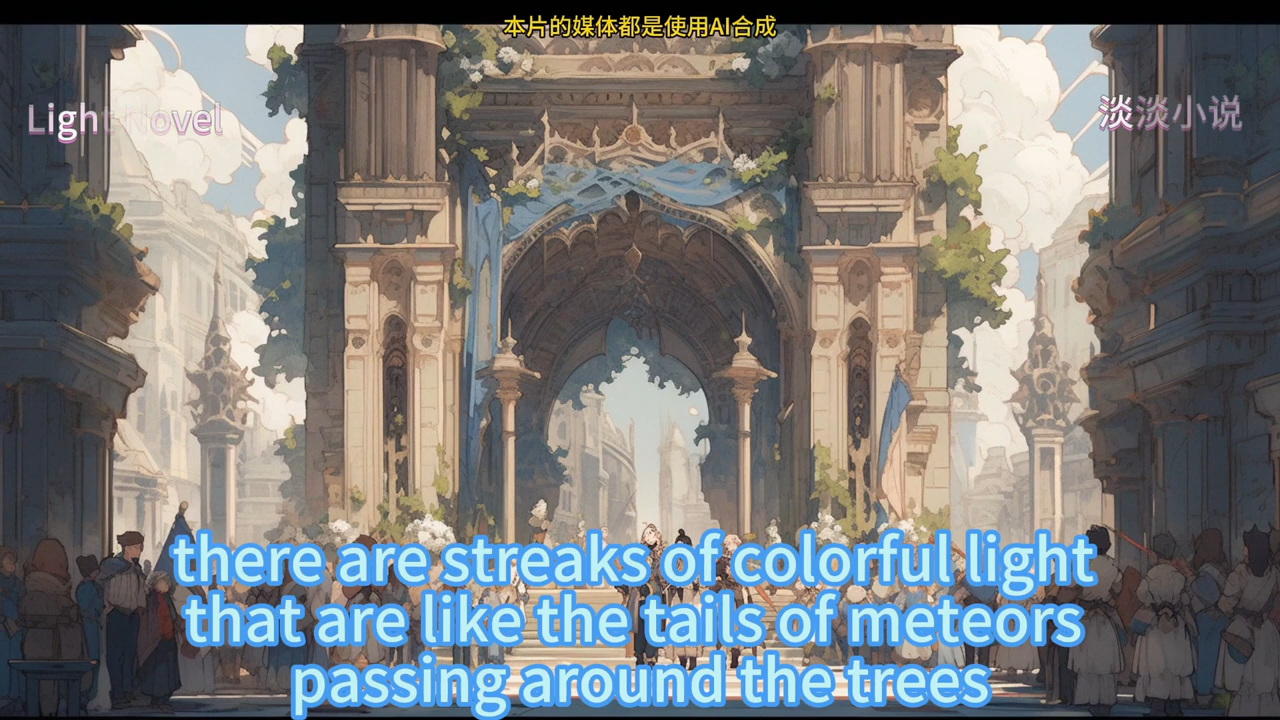 本片的媒体都是使用AI合成
Light Novel
淡淡小说
there are streaks of colorful light
that are like the tails of meteors
passing around the trees